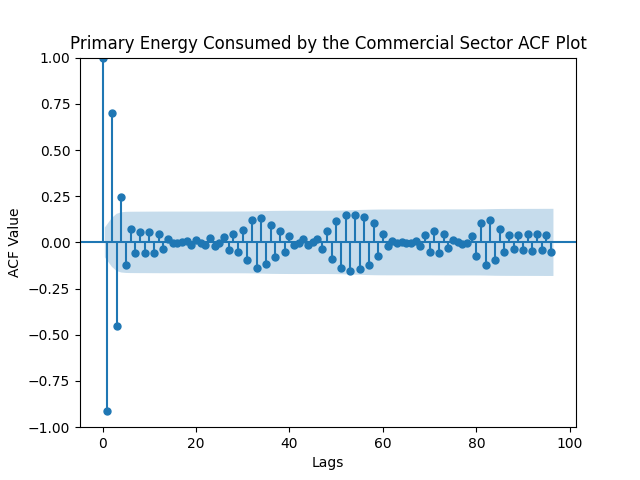 Primary Energy Consumed by the Commercial Sector ACF Plot
1.00
0.75
0.50
0.25
0.00
−0.25
−0.50
−0.75
−1.00
ACF Value
0 20 40 60 80 100
Lags